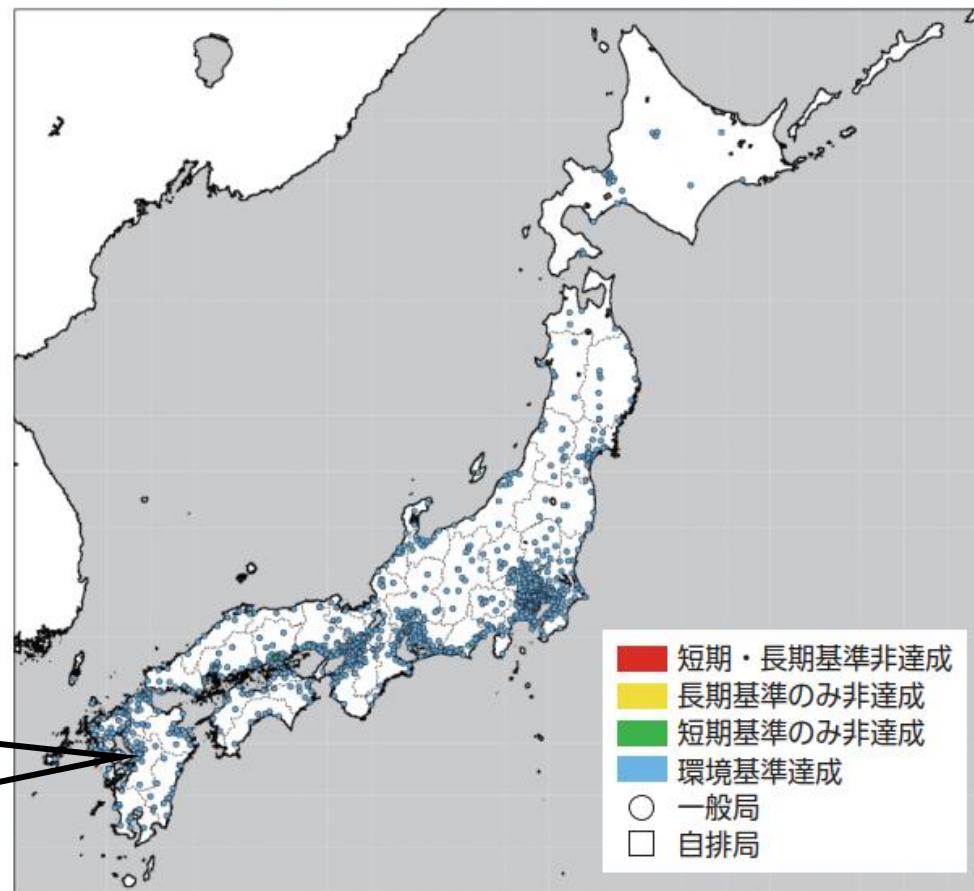 短期・長期基準非達成
長期基準のみ非達成
短期基準のみ非達成
環境基準達成
一般局
自排局